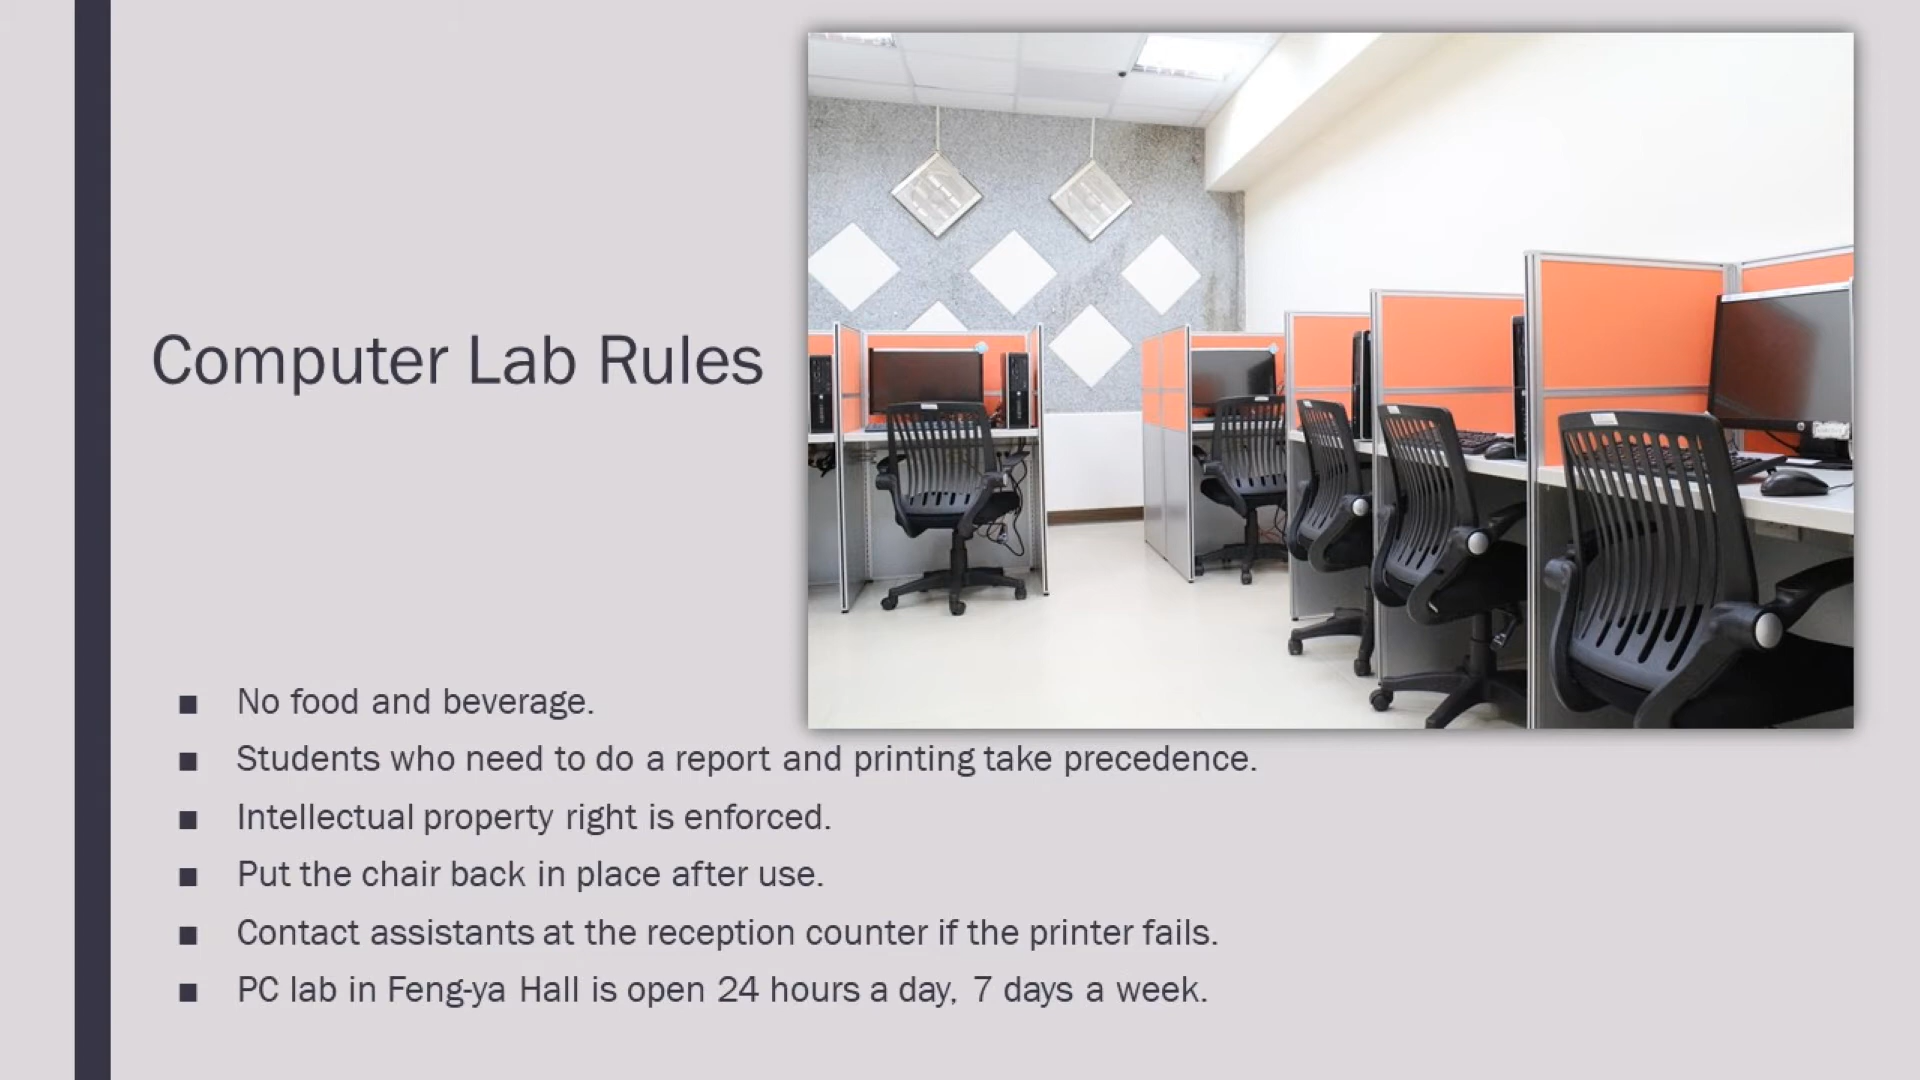 Computer Lab Rules
■ No food and beverage.
■ Students who need to do a report and printing take precedence.
■ Intellectual property right is enforced.
■ Put the chair back in place after use.
■ Contact assistants at the reception counter if the printer fails.
■ PC lab in Feng-ya Hall is open 24 hours a day, 7 days a week.